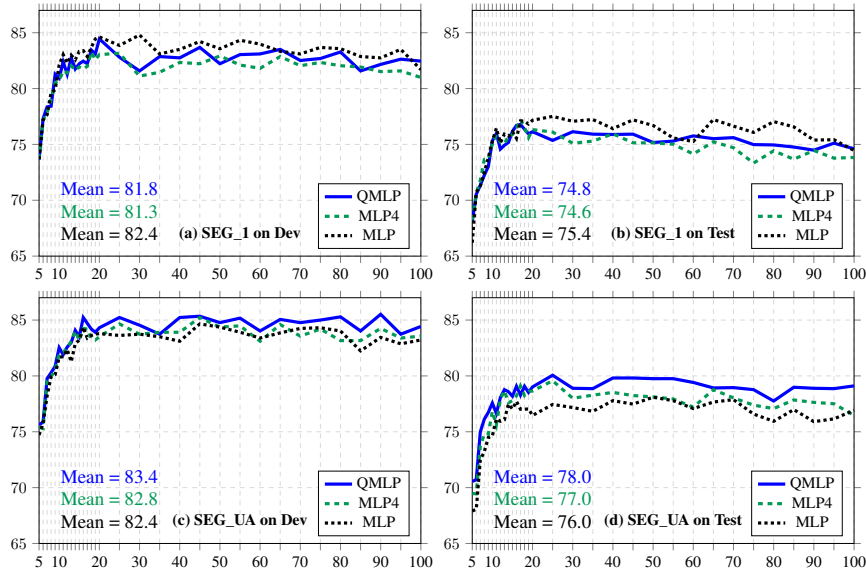 85
80
75
70
65
Mean = 81.8
Mean = 81.3
Mean = 82.4
(a) SEG_1 on Dev
QMLP
MLP4
MLP
5 10 20 30 40 50 60 70 80 90 100
85
80
75
70
65
Mean = 74.8
Mean = 74.6
Mean = 75.4
(b) SEG_1 on Test
QMLP
MLP4
MLP
5 10 20 30 40 50 60 70 80 90 100
85
80
75
70
65
Mean = 83.4
Mean = 82.8
Mean = 82.4
(c) SEG_UA on Dev
QMLP
MLP4
MLP
5 10 20 30 40 50 60 70 80 90 100
85
80
75
70
65
Mean = 78.0
Mean = 77.0
Mean = 76.0
(d) SEG_UA on Test
QMLP
MLP4
MLP
5 10 20 30 40 50 60 70 80 90 100